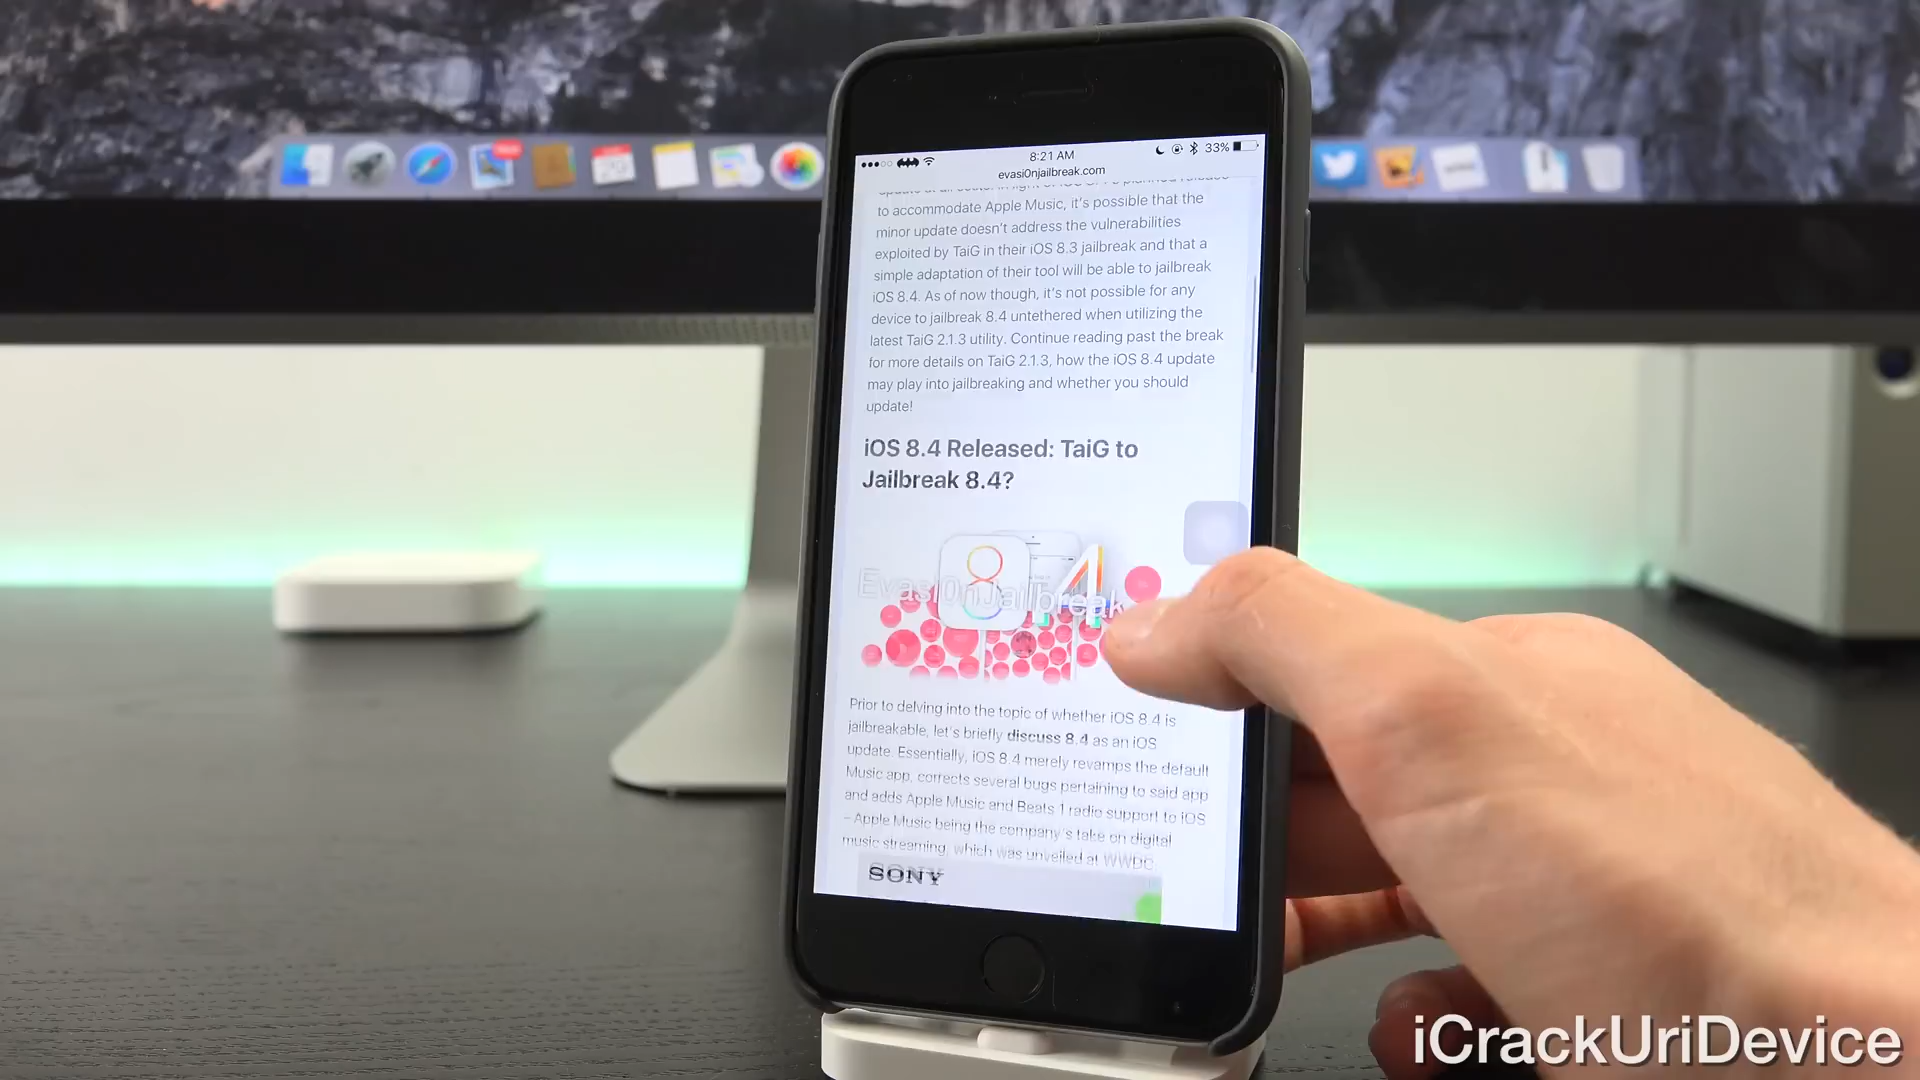 8:21 AM
33%
evasi0njailbreak.com
to accommodate Apple Music, it's possible that the
minor update doesn't address the vulnerabilities
exploited by TaiG in their iOS 8.3 jailbreak and that a
simple adaptation of their tool will be able to jailbreak
iOS 8.4. As of now though, it's not possible for any
device to jailbreak 8.4 untethered when utilizing the
latest TaiG 2.1.3 utility. Continue reading past the break
for more details on TaiG 2.1.3, how the iOS 8.4 update
may play into jailbreaking and whether you should
update!
iOS 8.4 Released: TaiG to
Jailbreak 8.4?
8 4
Evasi0nJailbreak
Prior to delving into the topic of whether iOS 8.4 is
jailbreakable, let's briefly discuss 8.4 as an iOS
update. Essentially, iOS 8.4 merely revamps the default
Music app, corrects several bugs pertaining to said app
and adds Apple Music and Beats 1 radio support to iOS
– Apple Music being the company's take on digital
music streaming, which was unveiled at WWDC
SONY
iCrackUriDevice